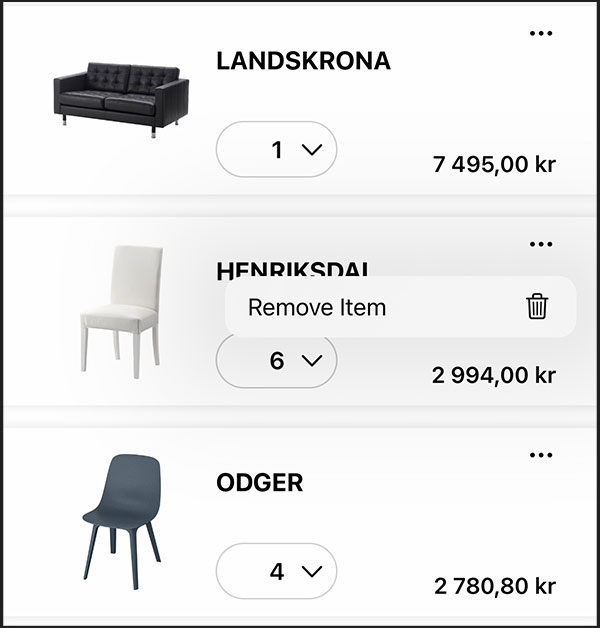 LANDSKRONA
1
7 495,00 kr
HENRIKSDAL
Remove Item
6
2 994,00 kr
ODGER
4
2 780,80 kr